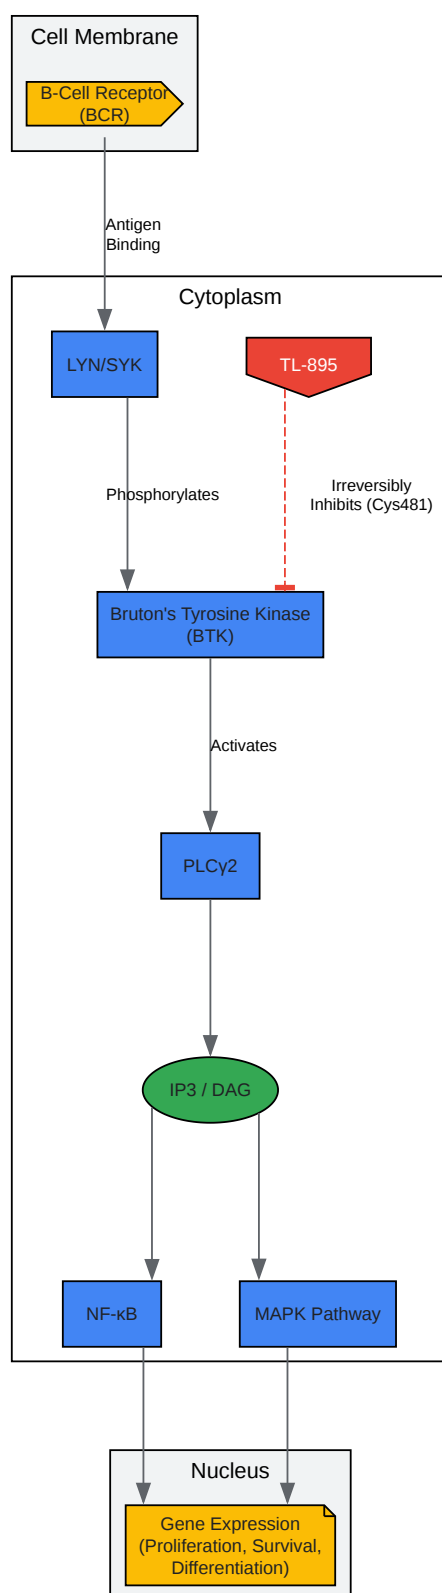 Cell Membrane
B-Cell Receptor
(BCR)
Antigen
Binding
Cytoplasm
LYN/SYK
TL-895
Phosphorylates
Irreversibly
Inhibits (Cys481)
Bruton's Tyrosine Kinase
(BTK)
Activates
PLCγ2
IP3 / DAG
NF-κB
MAPK Pathway
Nucleus
Gene Expression
(Proliferation, Survival,
Differentiation)